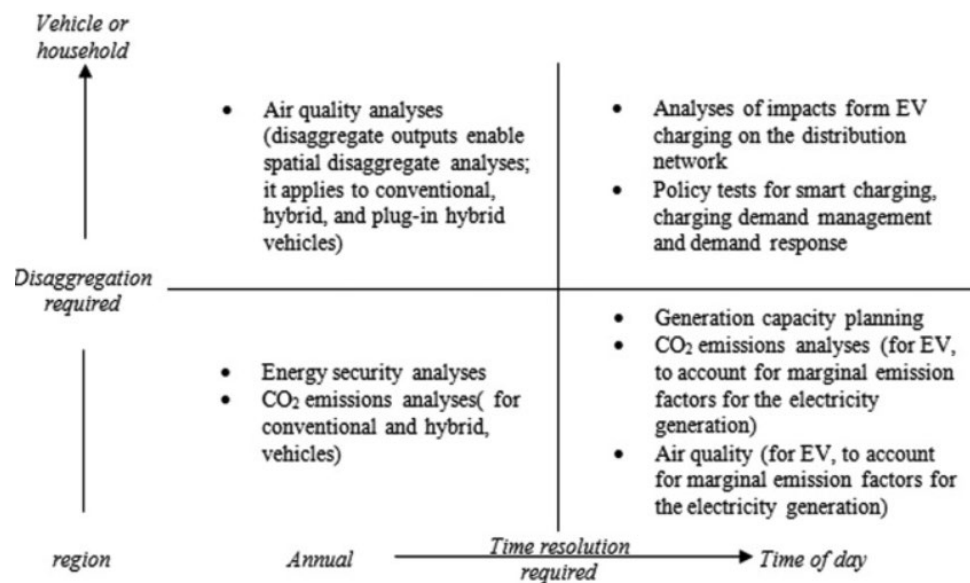 Vehicle or
household
• Air quality analyses
(disaggregate outputs enable
spatial disaggregate analyses;
it applies to conventional,
hybrid, and plug-in hybrid
vehicles)
• Analyses of impacts form EV
charging on the distribution
network
• Policy tests for smart charging,
charging demand management
and demand response
Disaggregation
required
• Energy security analyses
• CO₂ emissions analyses( for
conventional and hybrid,
vehicles)
• Generation capacity planning
• CO₂ emissions analyses (for EV,
to account for marginal emission
factors for the electricity
generation)
• Air quality (for EV, to account
for marginal emission factors for
the electricity generation)
region
Annual
Time resolution
required
Time of day